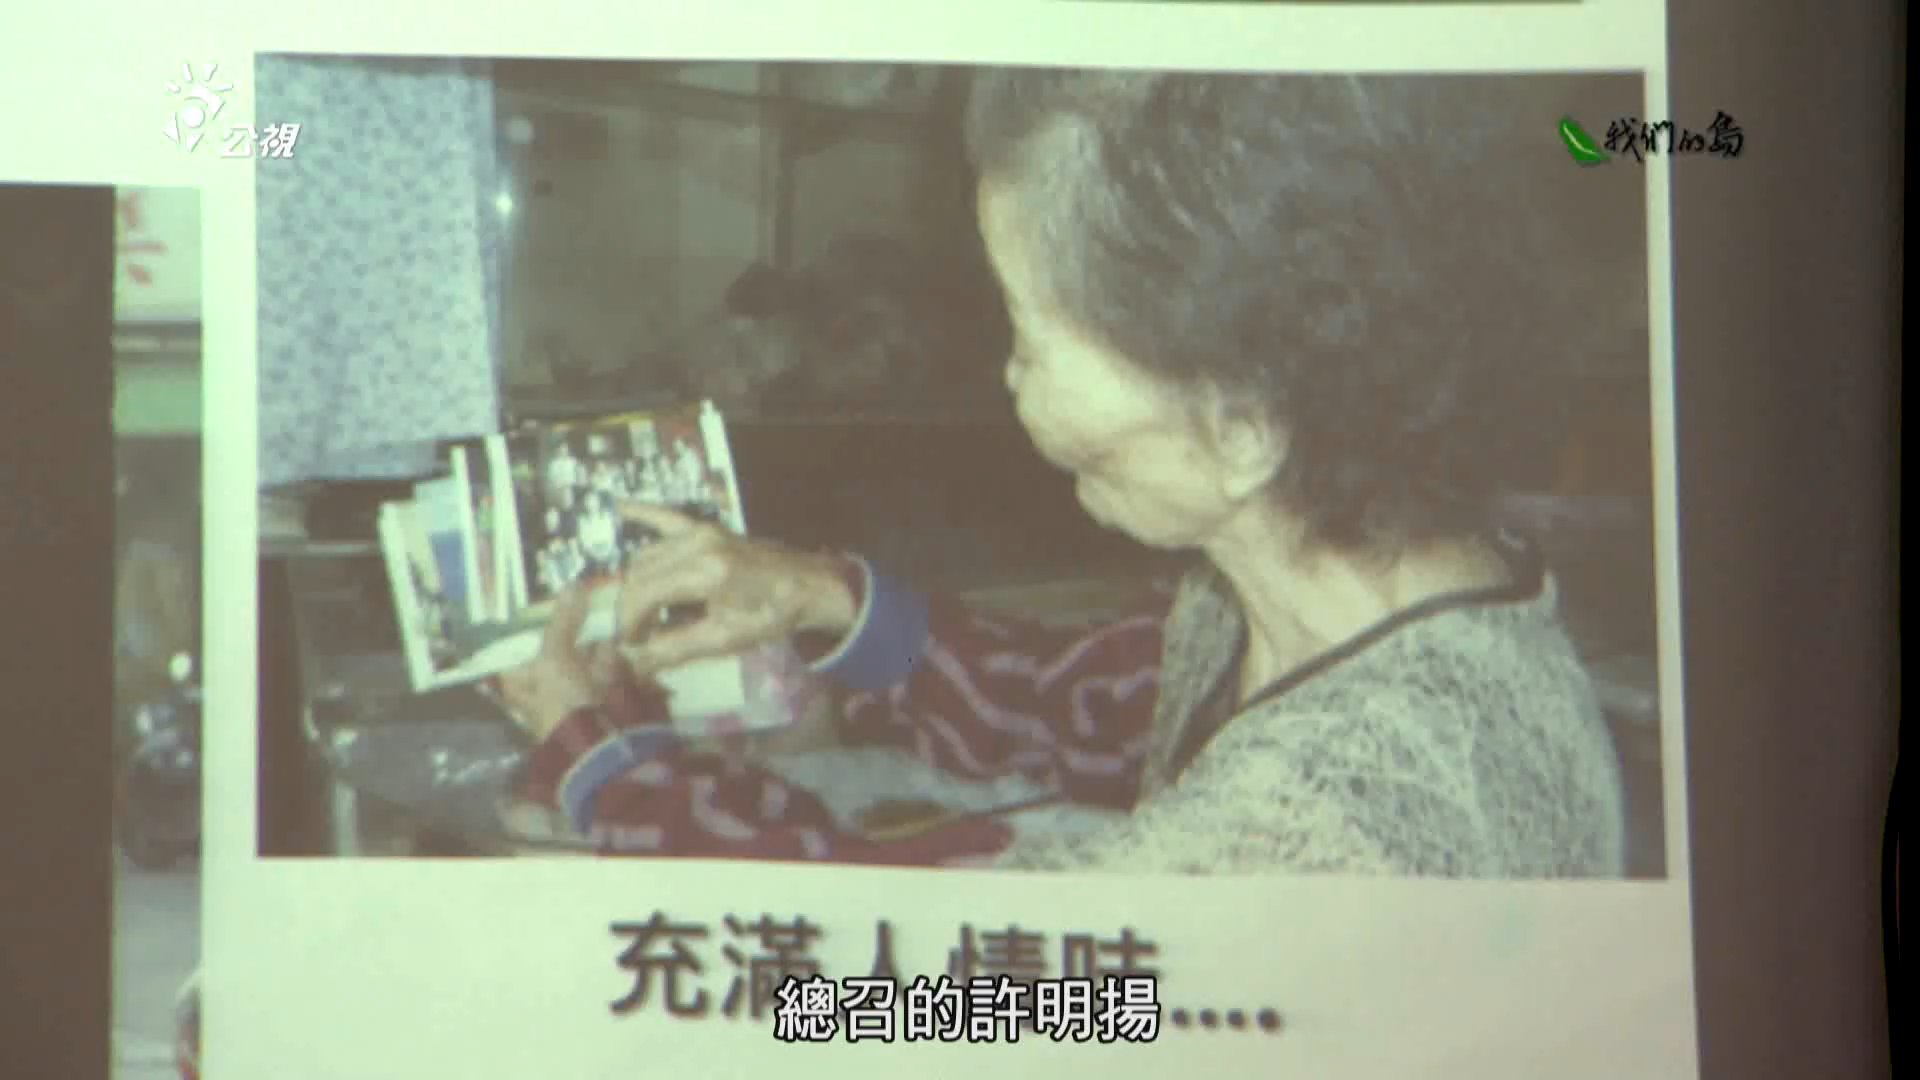 公視
我們的島
充滿人情味....
總召的許明揚